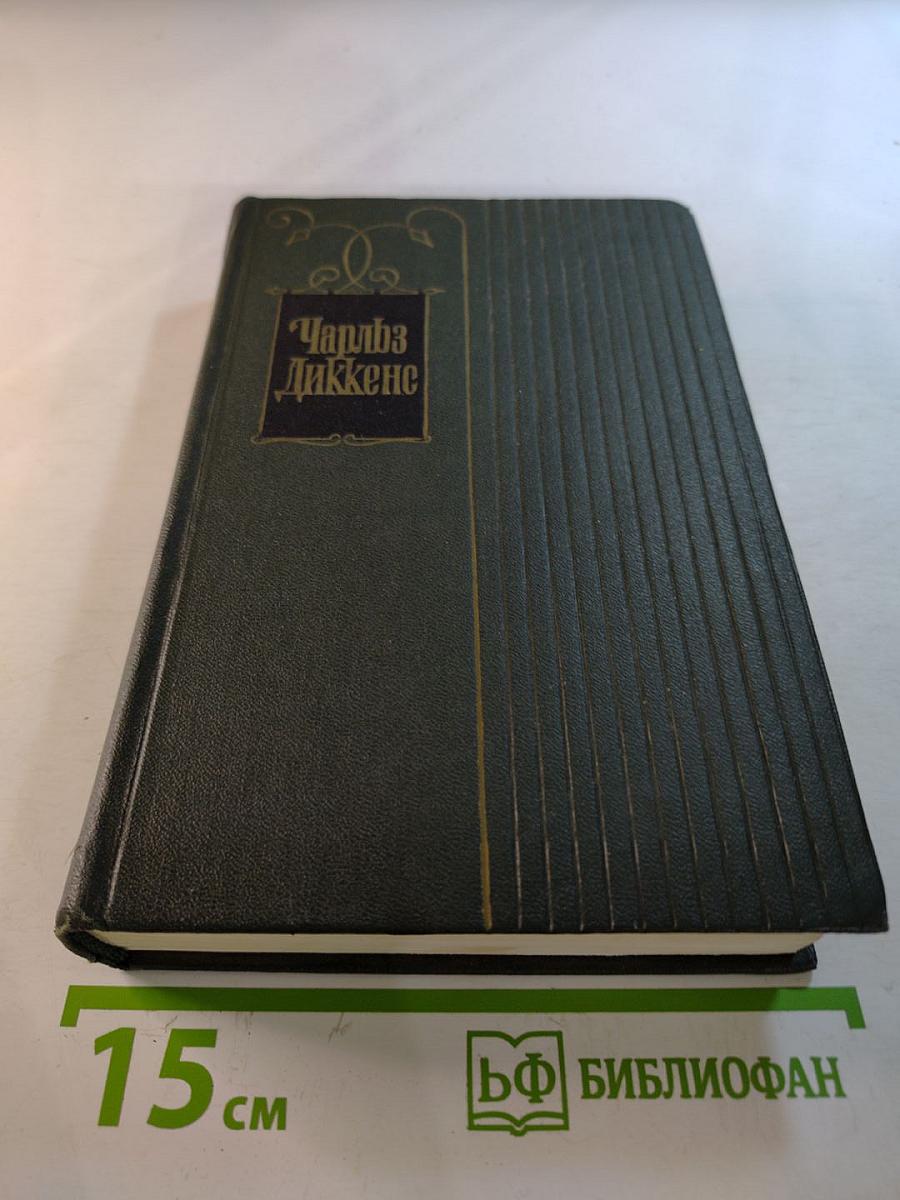 Чарльз
Диккенс
15 см
БФ БИБЛИОФАН